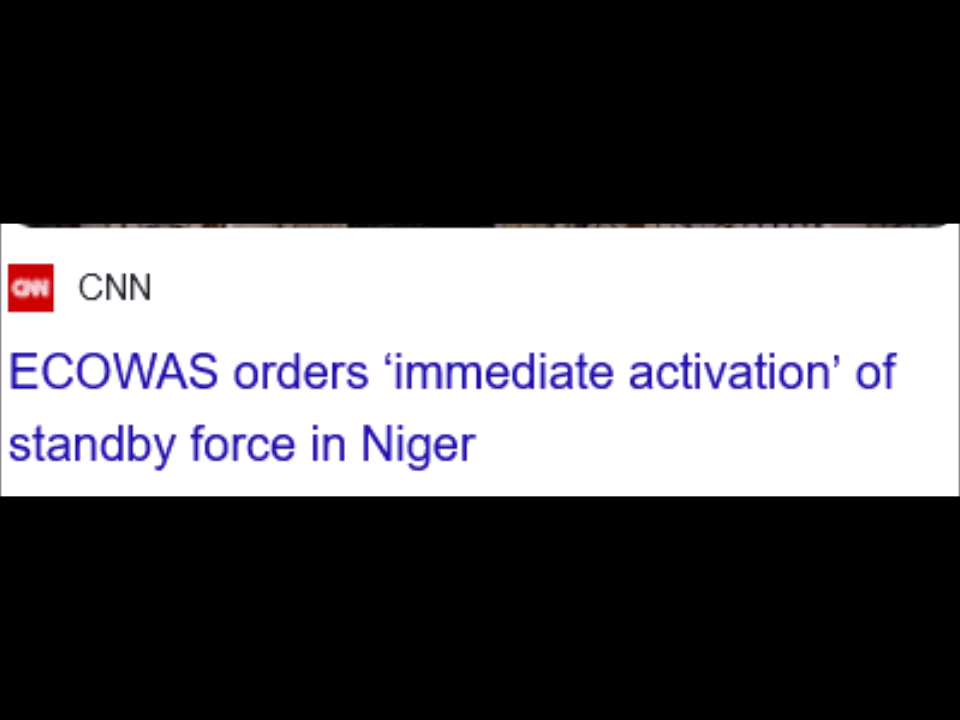 CNN CNN
ECOWAS orders ‘immediate activation’ of
standby force in Niger